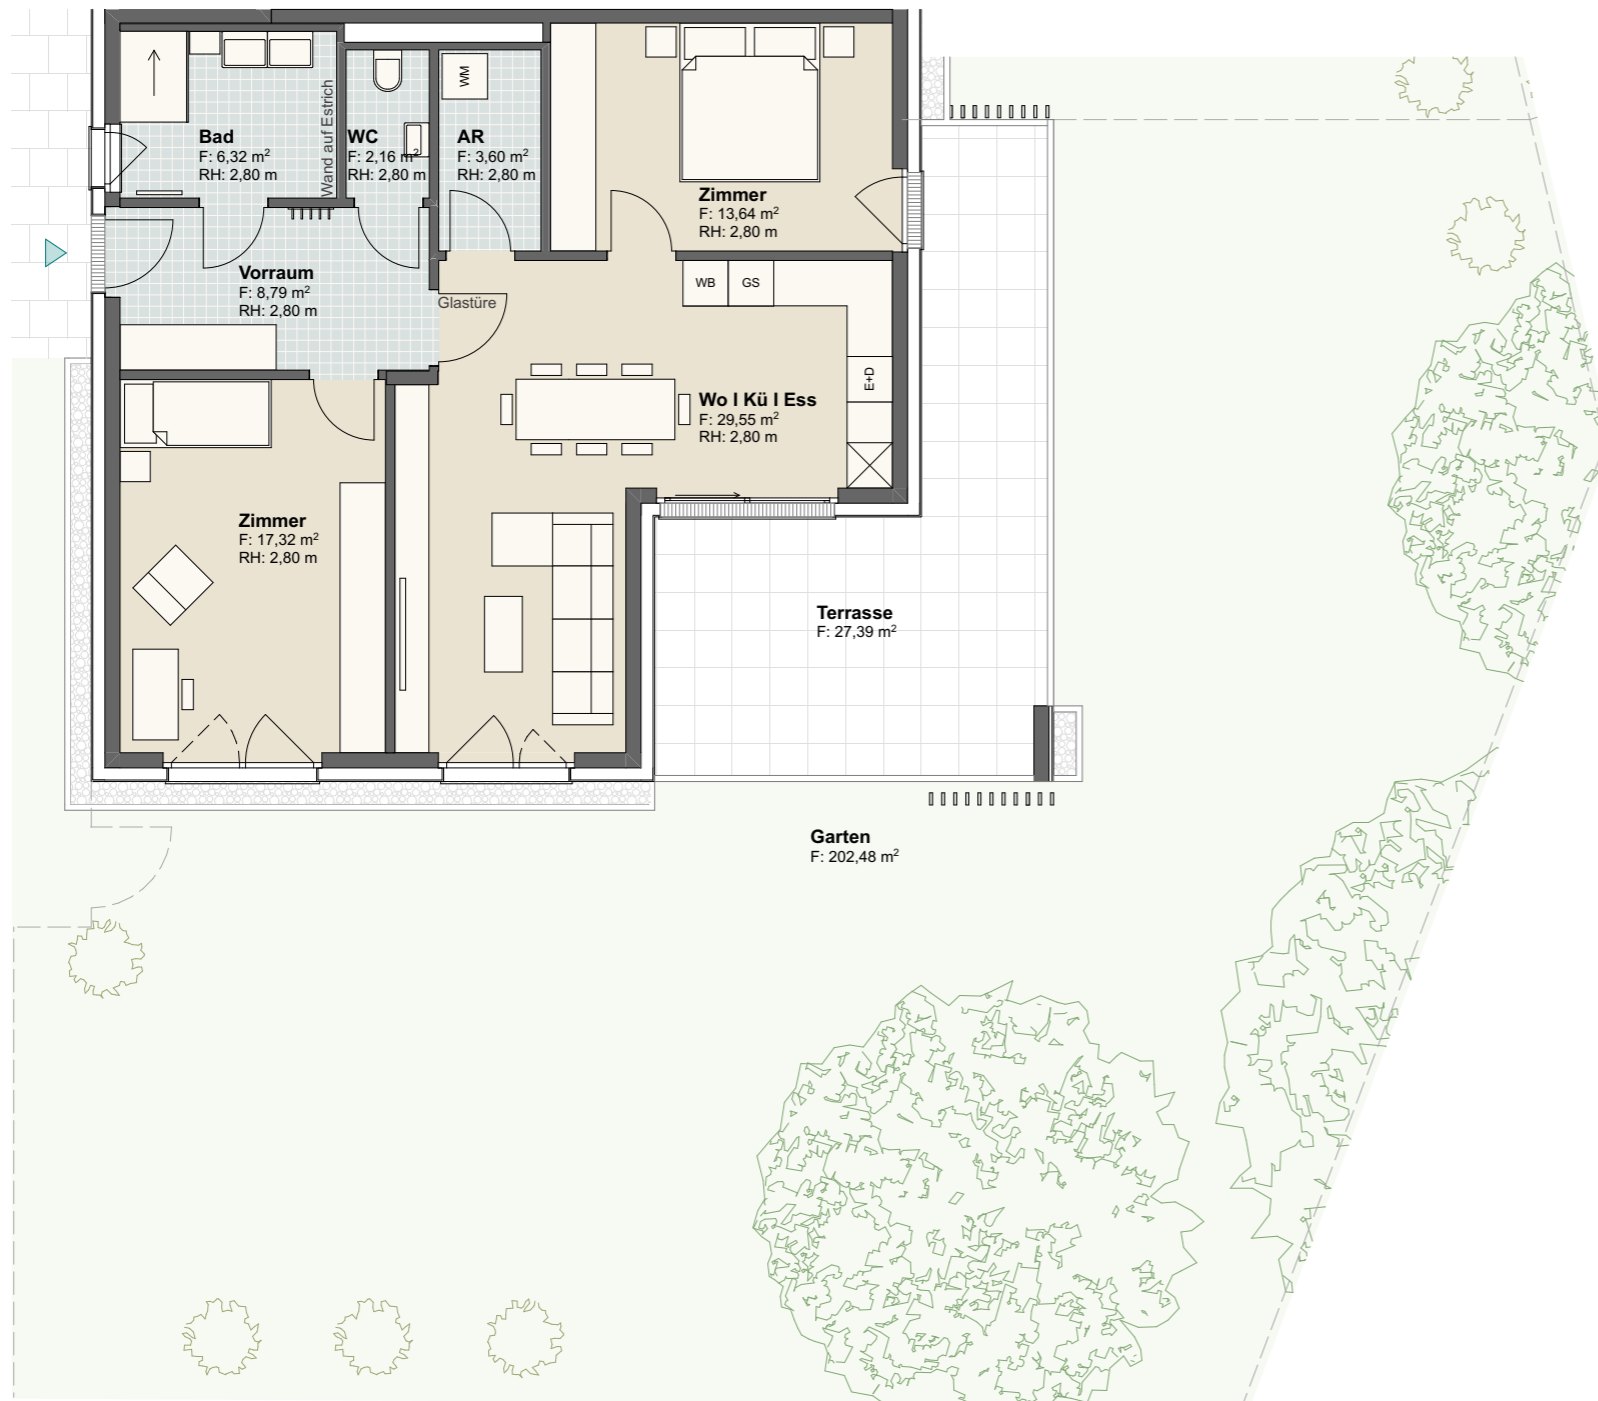 Bad
F: 6,32 m²
RH: 2,80 m
Wand auf Estrich
WC
F: 2,16 m²
RH: 2,80 m
WM
AR
F: 3,60 m²
RH: 2,80 m
Zimmer
F: 13,64 m²
RH: 2,80 m
Vorraum
F: 8,79 m²
RH: 2,80 m
Glastüre
WB
GS
E+D
Wo I Kü I Ess
F: 29,55 m²
RH: 2,80 m
Zimmer
F: 17,32 m²
RH: 2,80 m
Terrasse
F: 27,39 m²
Garten
F: 202,48 m²